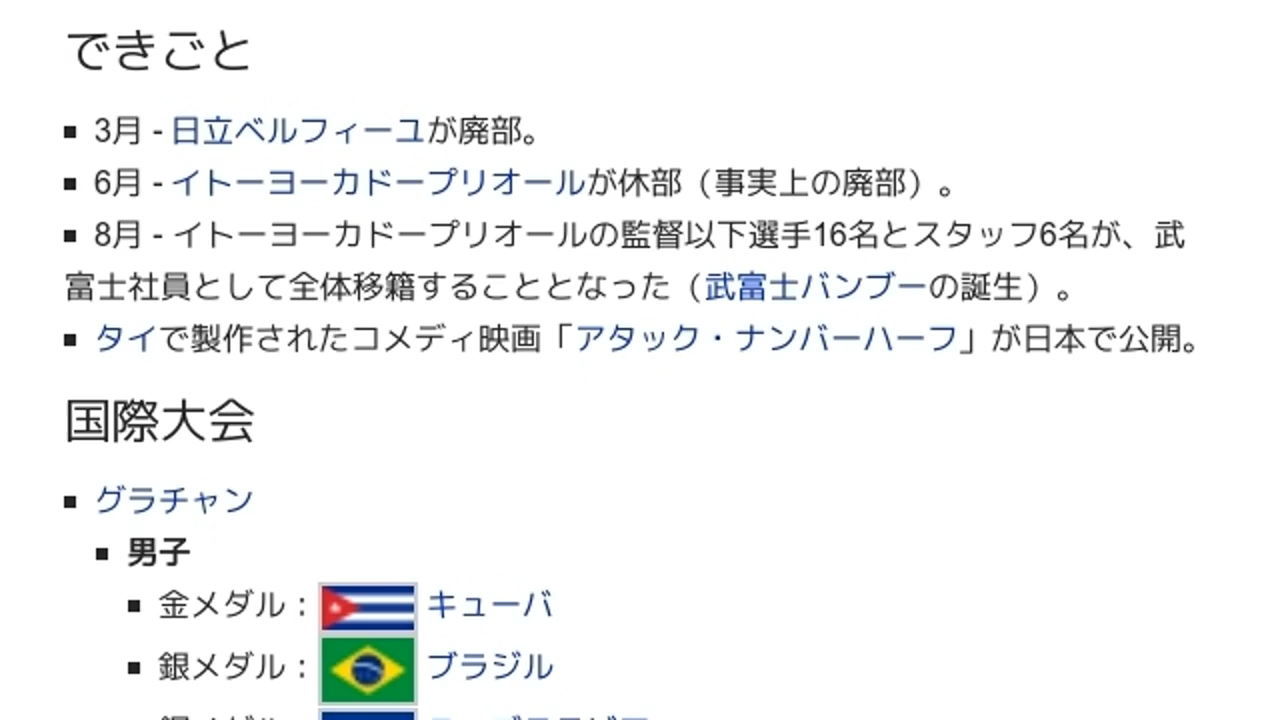 できごと
3月 - 日立ベルフィーユが廃部。
6月 - イトーヨーカドープリオールが休部（事実上の廃部）。
8月 - イトーヨーカドープリオールの監督以下選手16名とスタッフ6名が、武
富士社員として全体移籍することとなった（武富士バンブーの誕生）。
タイで製作されたコメディ映画「アタック・ナンバーハーフ」が日本で公開。
国際大会
グラチャン
男子
金メダル： キューバ
銀メダル： ブラジル